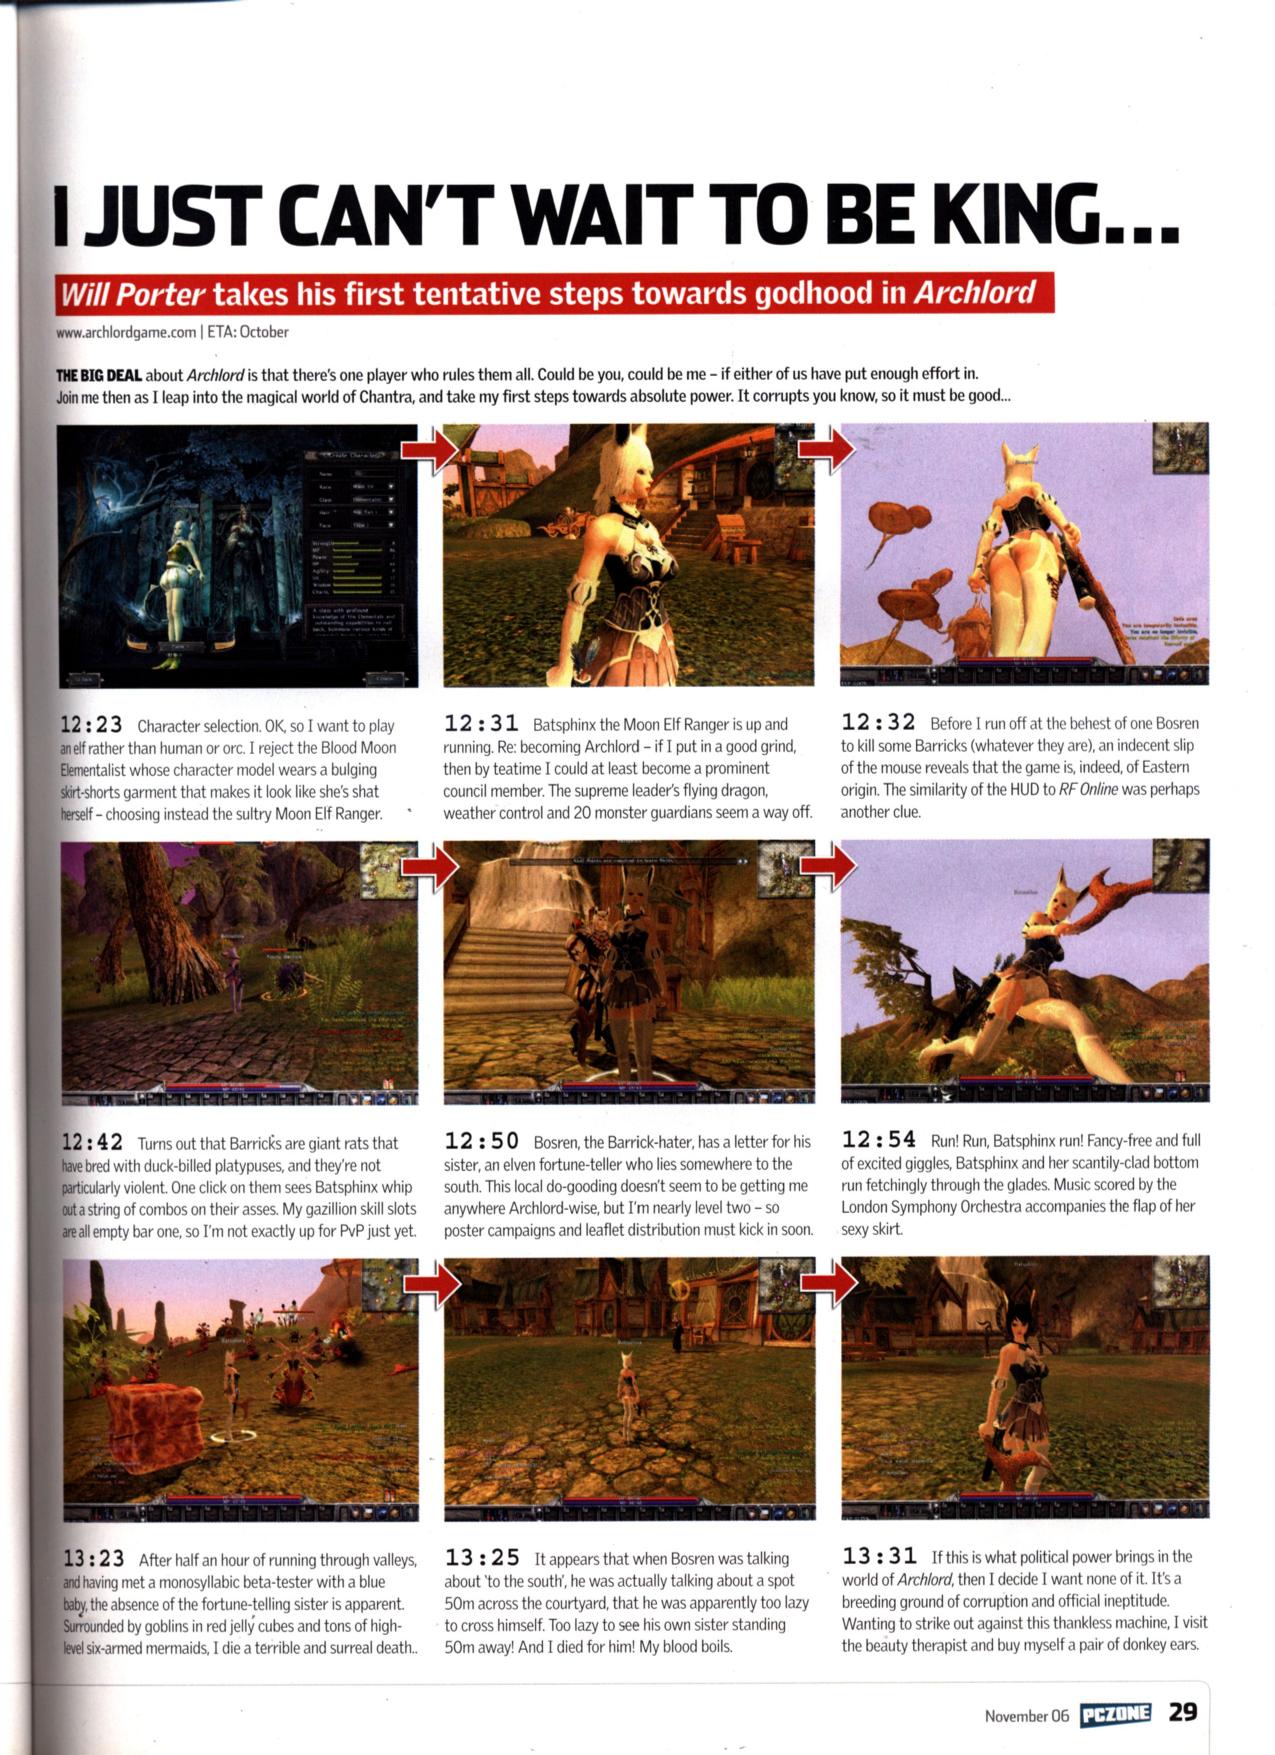 I JUST CAN'T WAIT TO BE KING...
Will Porter takes his first tentative steps towards godhood in Archlord
www.archlordgame.com | ETA: October
THE BIG DEAL about Archlord is that there's one player who rules them all. Could be you, could be me – if either of us have put enough effort in.
Join me then as I leap into the magical world of Chantra, and take my first steps towards absolute power. It corrupts you know, so it must be good...
12:23 Character selection. OK, so I want to play
an elf rather than human or orc. I reject the Blood Moon
Elementalist whose character model wears a bulging
skirt-shorts garment that makes it look like she's shat
herself – choosing instead the sultry Moon Elf Ranger.
12:31 Batsphinx the Moon Elf Ranger is up and
running. Re: becoming Archlord – if I put in a good grind,
then by teatime I could at least become a prominent
council member. The supreme leader's flying dragon,
weather control and 20 monster guardians seem a way off.
12:32 Before I run off at the behest of one Bosren
to kill some Barricks (whatever they are), an indecent slip
of the mouse reveals that the game is, indeed, of Eastern
origin. The similarity of the HUD to RF Online was perhaps
another clue.
12:42 Turns out that Barricks are giant rats that
have bred with duck-billed platypuses, and they're not
particularly violent. One click on them sees Batsphinx whip
out a string of combos on their asses. My gazillion skill slots
are all empty bar one, so I'm not exactly up for PvP just yet.
12:50 Bosren, the Barrick-hater, has a letter for his
sister, an elven fortune-teller who lies somewhere to the
south. This local do-gooding doesn't seem to be getting me
anywhere Archlord-wise, but I'm nearly level two – so
poster campaigns and leaflet distribution must kick in soon.
12:54 Run! Run, Batsphinx run! Fancy-free and full
of excited giggles, Batsphinx and her scantily-clad bottom
run fetchingly through the glades. Music scored by the
London Symphony Orchestra accompanies the flap of her
sexy skirt.
13:23 After half an hour of running through valleys,
and having met a monosyllabic beta-tester with a blue
baby, the absence of the fortune-telling sister is apparent.
Surrounded by goblins in red jelly cubes and tons of high-
level six-armed mermaids, I die a terrible and surreal death..
13:25 It appears that when Bosren was talking
about 'to the south', he was actually talking about a spot
50m across the courtyard, that he was apparently too lazy
to cross himself. Too lazy to see his own sister standing
50m away! And I died for him! My blood boils.
13:31 If this is what political power brings in the
world of Archlord, then I decide I want none of it. It's a
breeding ground of corruption and official ineptitude.
Wanting to strike out against this thankless machine, I visit
the beauty therapist and buy myself a pair of donkey ears.
November 06 PCZONE 29